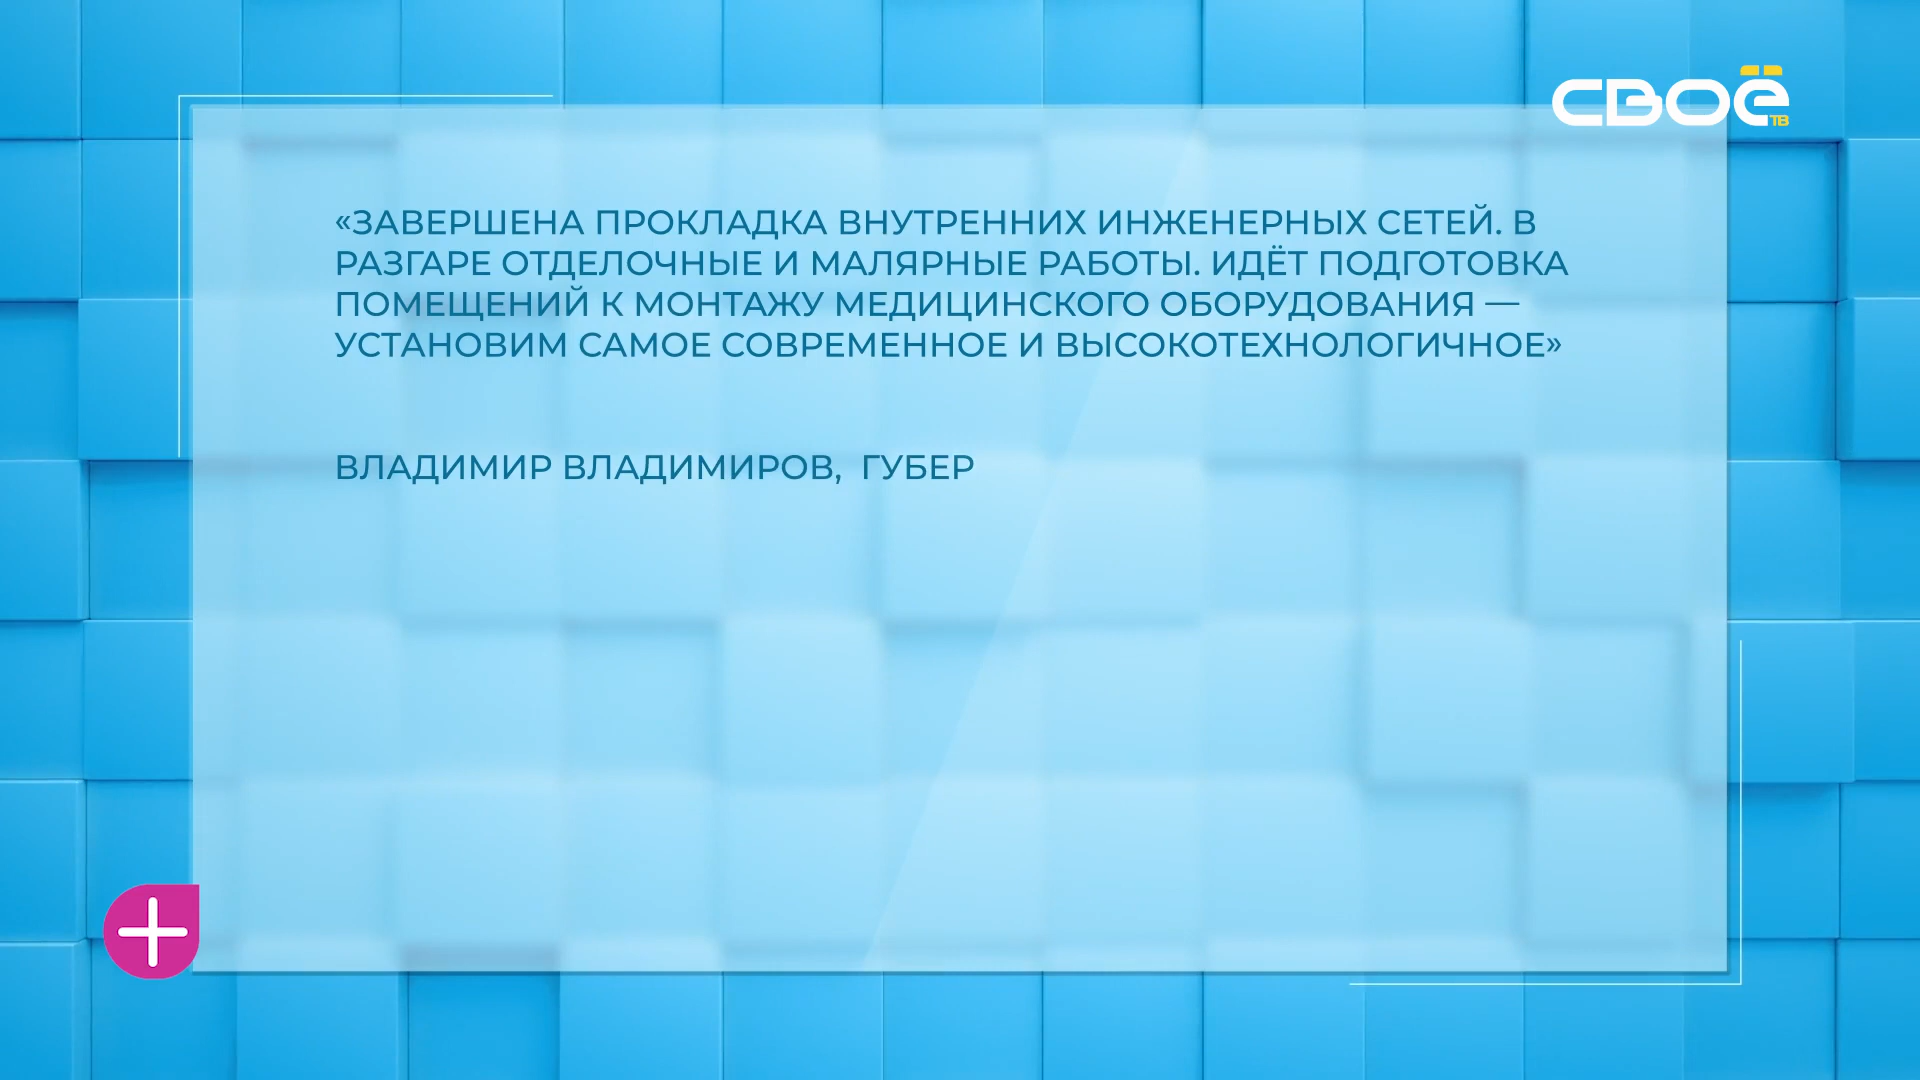 СВОЁ
ТВ
«ЗАВЕРШЕНА ПРОКЛАДКА ВНУТРЕННИХ ИНЖЕНЕРНЫХ СЕТЕЙ. В
РАЗГАРЕ ОТДЕЛОЧНЫЕ И МАЛЯРНЫЕ РАБОТЫ. ИДЁТ ПОДГОТОВКА
ПОМЕЩЕНИЙ К МОНТАЖУ МЕДИЦИНСКОГО ОБОРУДОВАНИЯ —
УСТАНОВИМ САМОЕ СОВРЕМЕННОЕ И ВЫСОКОТЕХНОЛОГИЧНОЕ»
ВЛАДИМИР ВЛАДИМИРОВ, ГУБЕР